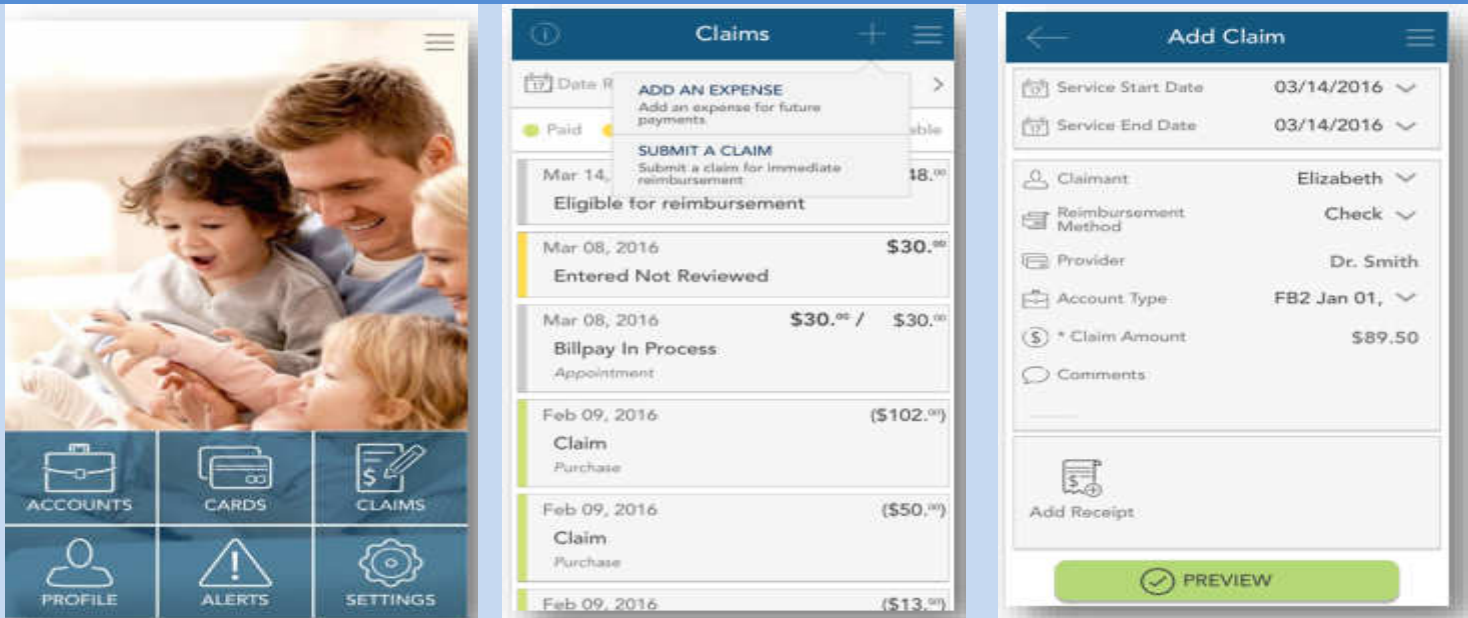 ACCOUNTS
CARDS
CLAIMS
PROFILE
ALERTS
SETTINGS
Claims
Date R
ADD AN EXPENSE
Add an expense for future
payments
Paid
able
SUBMIT A CLAIM
Submit a claim for immediate
reimbursement
Mar 14,
48.00
Eligible for reimbursement
Mar 08, 2016 $30.00
Entered Not Reviewed
Mar 08, 2016 $30.00 / $30.00
Billpay In Process
Appointment
Feb 09, 2016 ($102.00)
Claim
Purchase
Feb 09, 2016 ($50.00)
Claim
Purchase
Feb 09, 2016 ($13.00)
Add Claim
17 Service Start Date 03/14/2016
17 Service End Date 03/14/2016
Claimant Elizabeth
Reimbursement
Method
Check
Provider Dr. Smith
Account Type FB2 Jan 01,
$ * Claim Amount $89.50
Comments
Add Receipt
PREVIEW